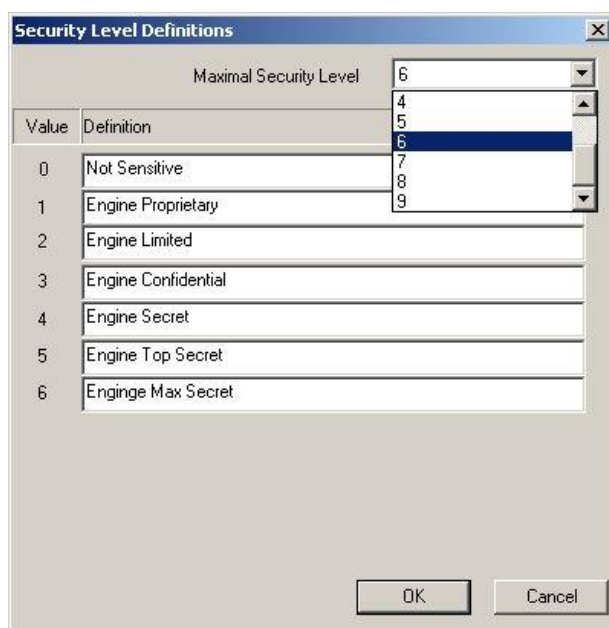 Security Level Definitions
Maximal Security Level 6
4
5
6
7
8
9
Value Definition
0 Not Sensitive
1 Engine Proprietary
2 Engine Limited
3 Engine Confidential
4 Engine Secret
5 Engine Top Secret
6 Enginge Max Secret
OK Cancel